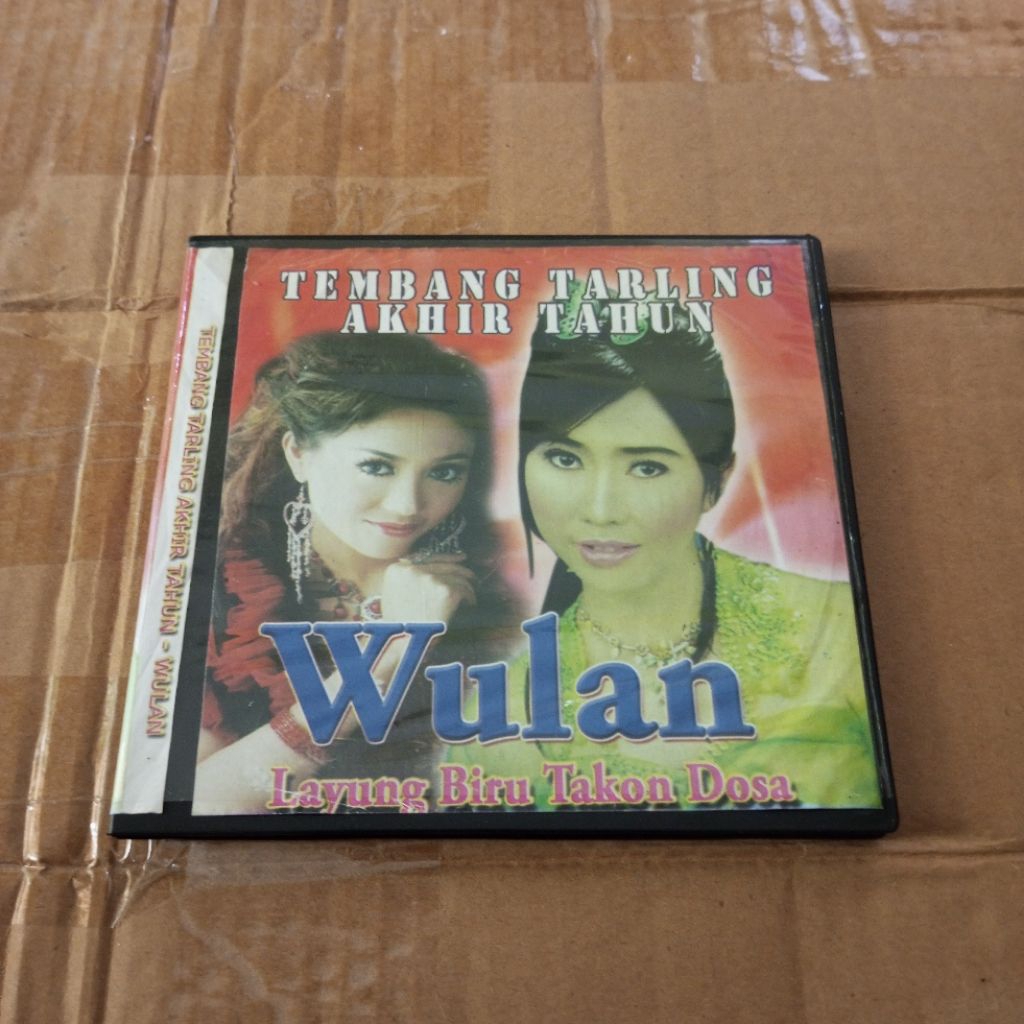 TEMBANG TARLING
AKHIR TAHUN
Wulan
Layung Biru Takon Dosa
TEMBANG TARLING AKHIR TAHUN - WULAN